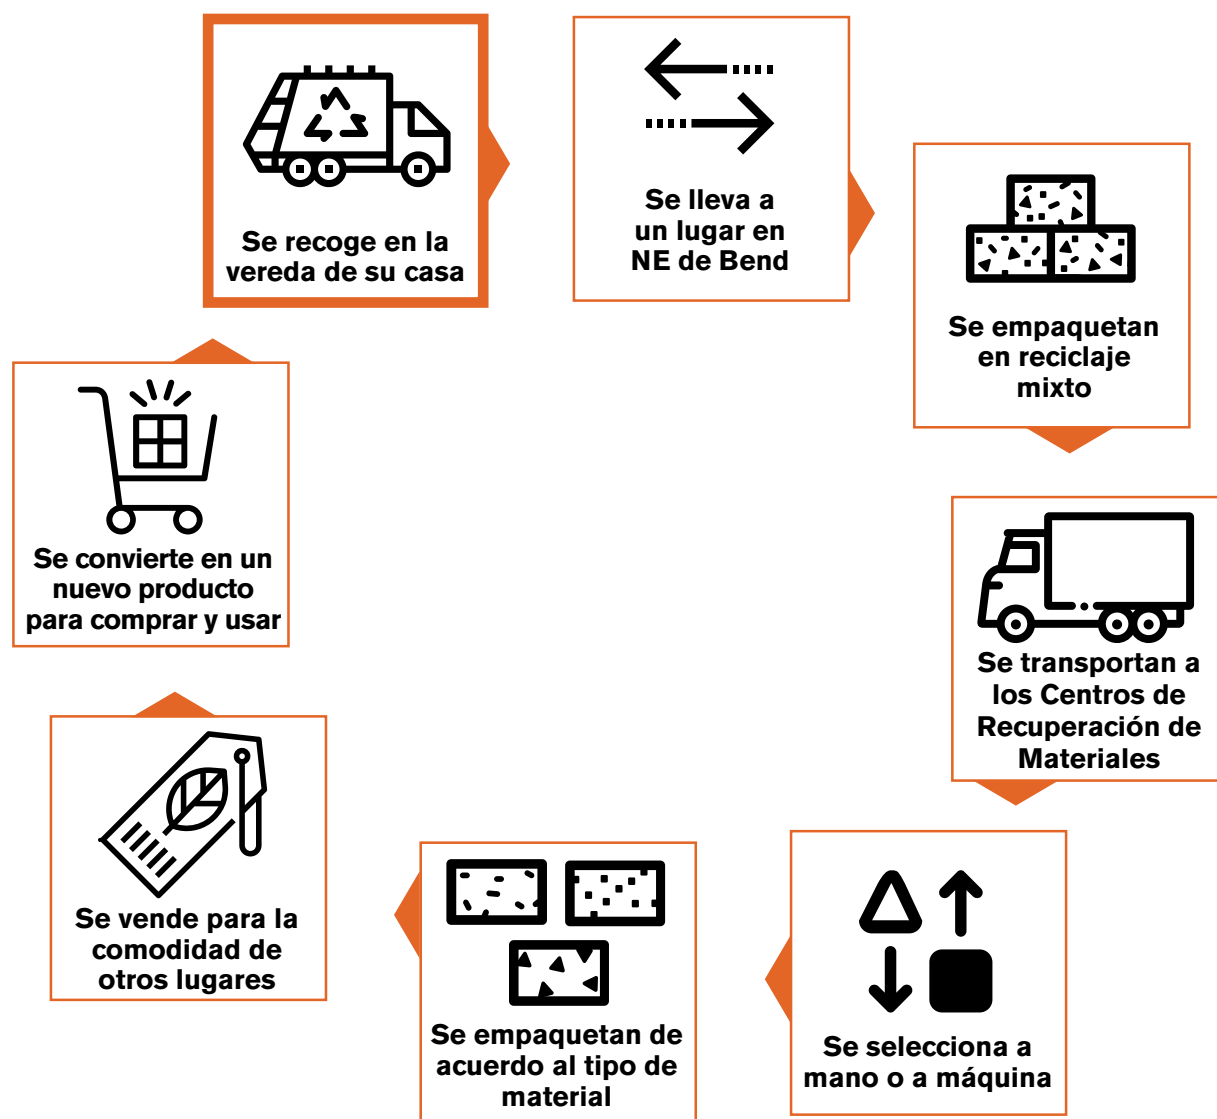 Se recoge en la
vereda de su casa
Se lleva a
un lugar en
NE de Bend
Se empaquetan
en reciclaje
mixto
Se transportan a
los Centros de
Recuperación de
Materiales
Se selecciona a
mano o a máquina
Se empaquetan de
acuerdo al tipo de
material
Se vende para la
comodidad de
otros lugares
Se convierte en un
nuevo producto
para comprar y usar